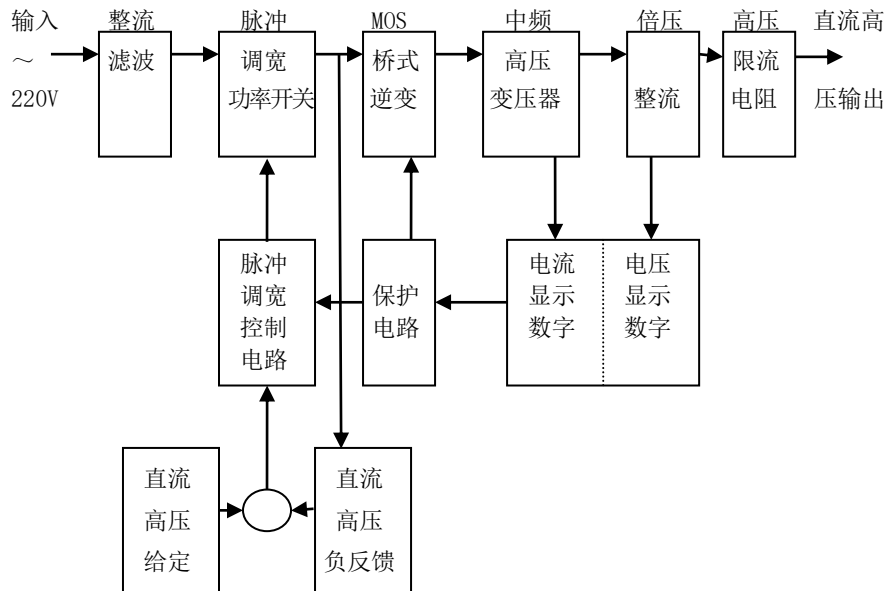 输入
～
220V
整流
滤波
脉冲
调宽
功率开关
MOS
桥式
逆变
中频
高压
变压器
倍压
整流
高压
限流
电阻
直流高
压输出
脉冲
调宽
控制
电路
保护
电路
电流
显示
数字
电压
显示
数字
直流
高压
给定
直流
高压
负反馈